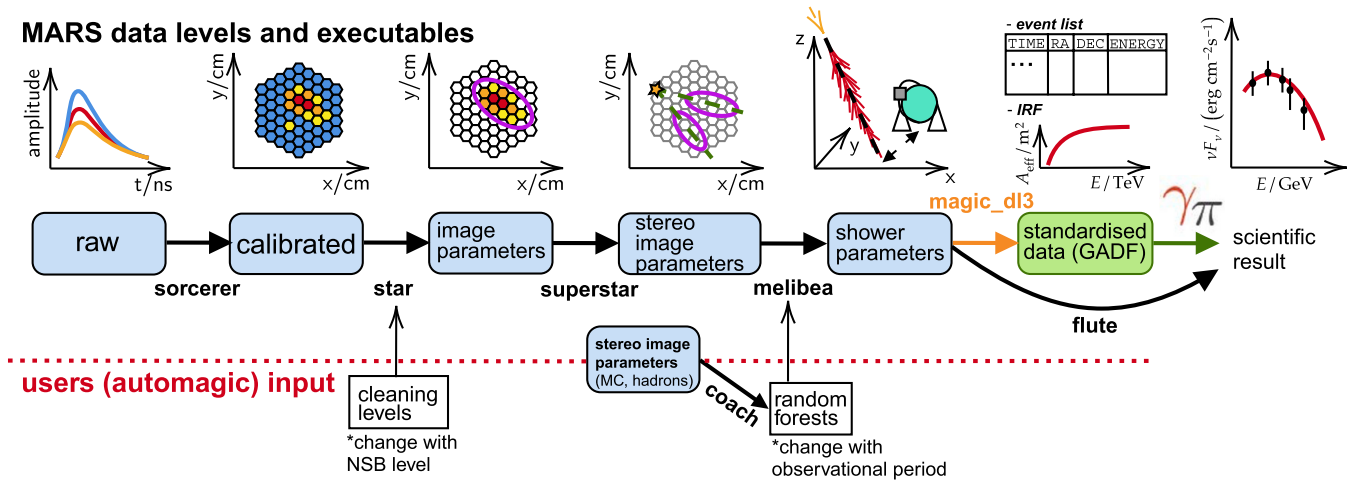 MARS data levels and executables
amplitude
t/ns
y/cm
x/cm
y/cm
x/cm
y/cm
x/cm
z
y
x
- event list
TIME RA DEC ENERGY
...
- IRF
A_eff / m²
E / TeV
νF_ν / (erg cm⁻² s⁻¹)
E / GeV
raw
calibrated
image
parameters
stereo
image
parameters
shower
parameters
magic_dl3
standardised
data (GADF)
γπ
scientific
result
sorcerer
star
superstar
melibea
flute
users (automagic) input
cleaning
levels
*change with
NSB level
stereo image
parameters
(MC, hadrons)
coach
random
forests
*change with
observational period